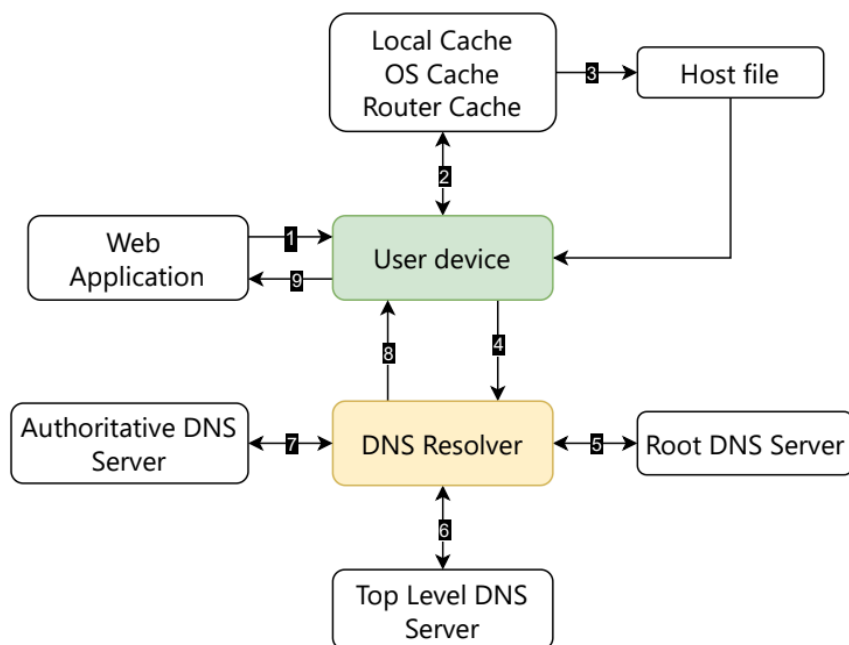 Local Cache
OS Cache
Router Cache
3
Host file
2
Web
Application
1
9
User device
8
4
Authoritative DNS
Server
7
DNS Resolver
5
Root DNS Server
6
Top Level DNS
Server